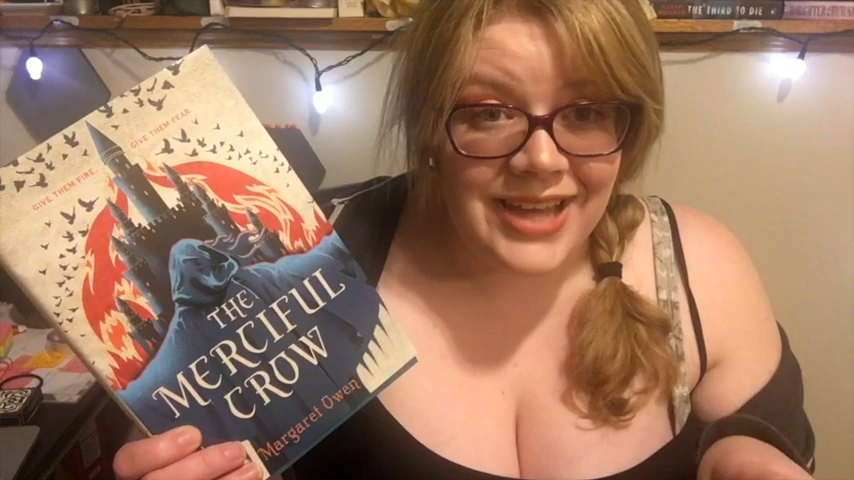 THE THIRD TO DIE
GIVE THEM FIRE.
GIVE THEM FEAR.
THE
MERCIFUL
CROW
Margaret Owen